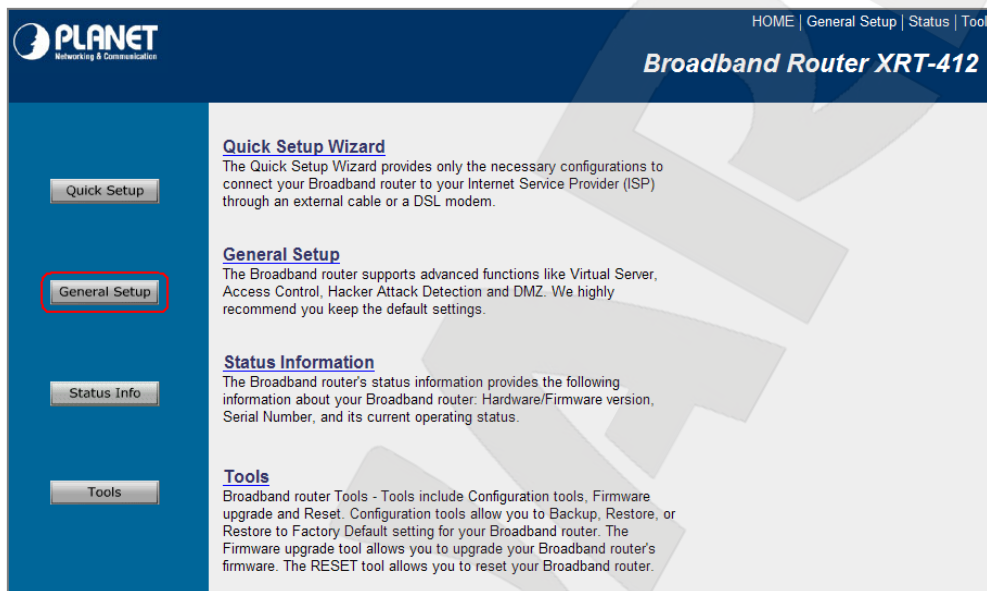 PLANET
Networking & Communication
HOME | General Setup | Status | Tool
Broadband Router XRT-412
Quick Setup
General Setup
Status Info
Tools
Quick Setup Wizard
The Quick Setup Wizard provides only the necessary configurations to
connect your Broadband router to your Internet Service Provider (ISP)
through an external cable or a DSL modem.
General Setup
The Broadband router supports advanced functions like Virtual Server,
Access Control, Hacker Attack Detection and DMZ. We highly
recommend you keep the default settings.
Status Information
The Broadband router's status information provides the following
information about your Broadband router: Hardware/Firmware version,
Serial Number, and its current operating status.
Tools
Broadband router Tools - Tools include Configuration tools, Firmware
upgrade and Reset. Configuration tools allow you to Backup, Restore, or
Restore to Factory Default setting for your Broadband router. The
Firmware upgrade tool allows you to upgrade your Broadband router's
firmware. The RESET tool allows you to reset your Broadband router.